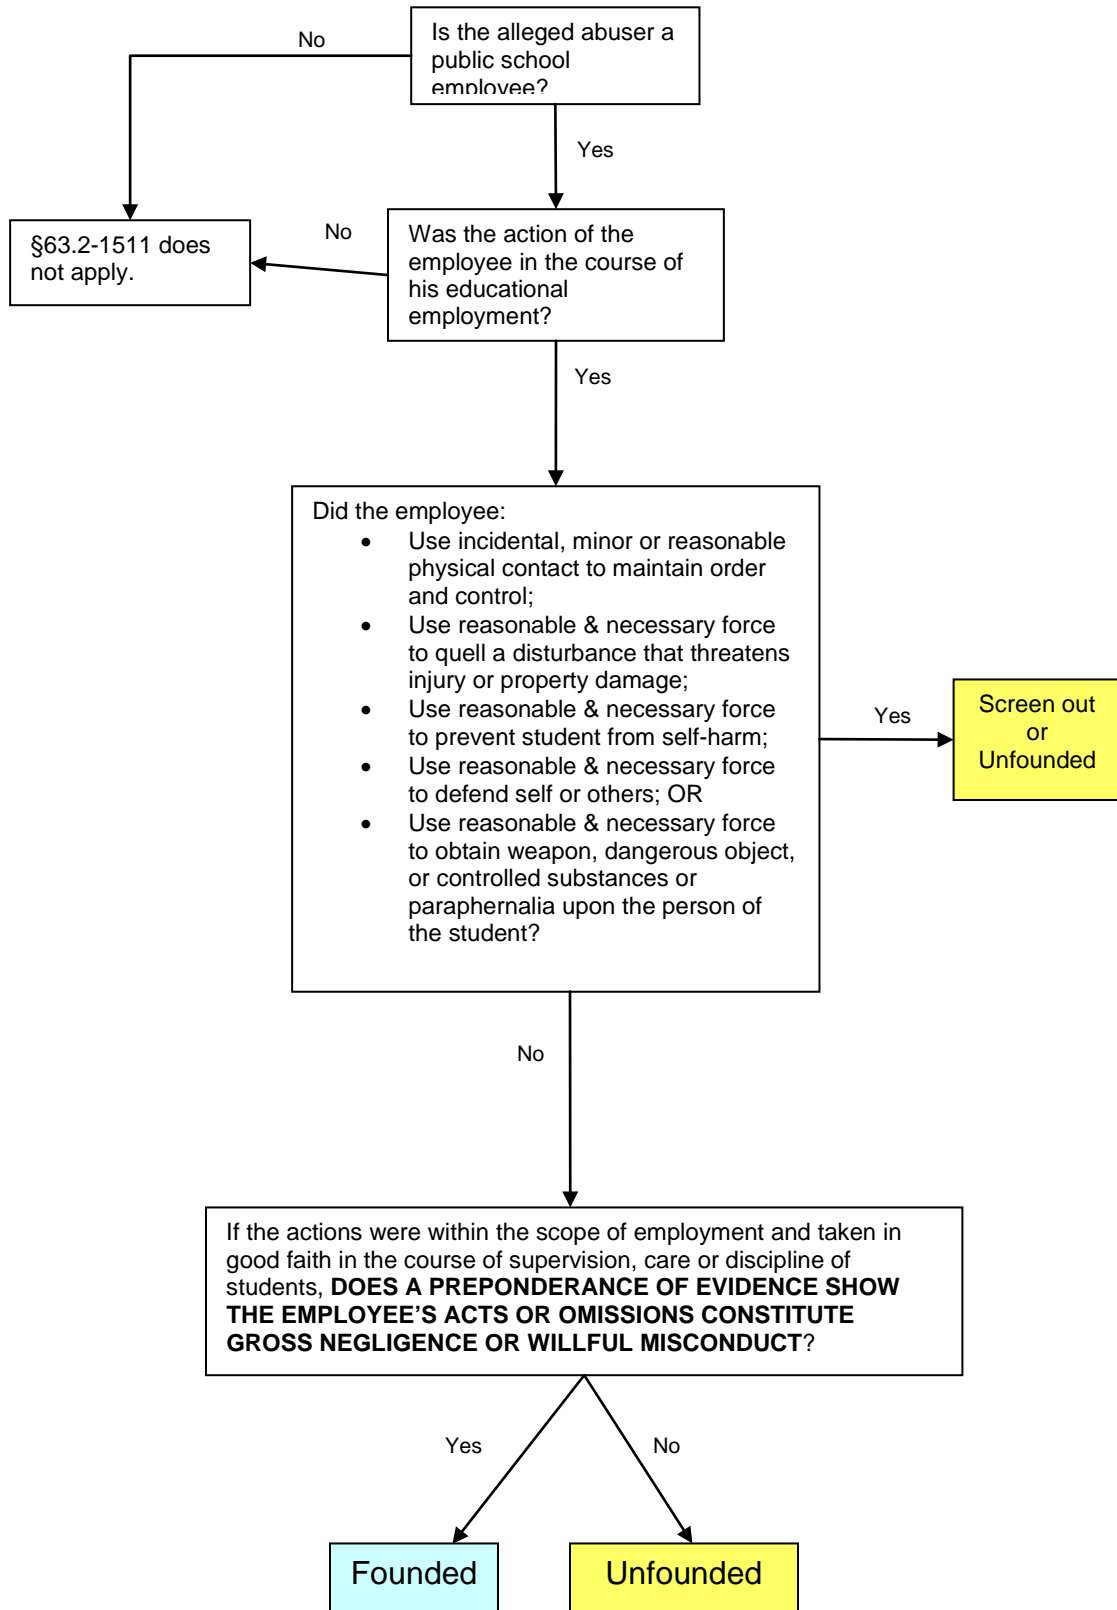 Is the alleged abuser a
public school
employee?
No
Yes
§63.2-1511 does
not apply.
No
Was the action of the
employee in the course of
his educational
employment?
Yes
Did the employee:
• Use incidental, minor or reasonable
physical contact to maintain order
and control;
• Use reasonable & necessary force
to quell a disturbance that threatens
injury or property damage;
• Use reasonable & necessary force
to prevent student from self-harm;
• Use reasonable & necessary force
to defend self or others; OR
• Use reasonable & necessary force
to obtain weapon, dangerous object,
or controlled substances or
paraphernalia upon the person of
the student?
Yes
Screen out
or
Unfounded
No
If the actions were within the scope of employment and taken in
good faith in the course of supervision, care or discipline of
students, DOES A PREPONDERANCE OF EVIDENCE SHOW
THE EMPLOYEE’S ACTS OR OMISSIONS CONSTITUTE
GROSS NEGLIGENCE OR WILLFUL MISCONDUCT?
Yes
No
Founded
Unfounded